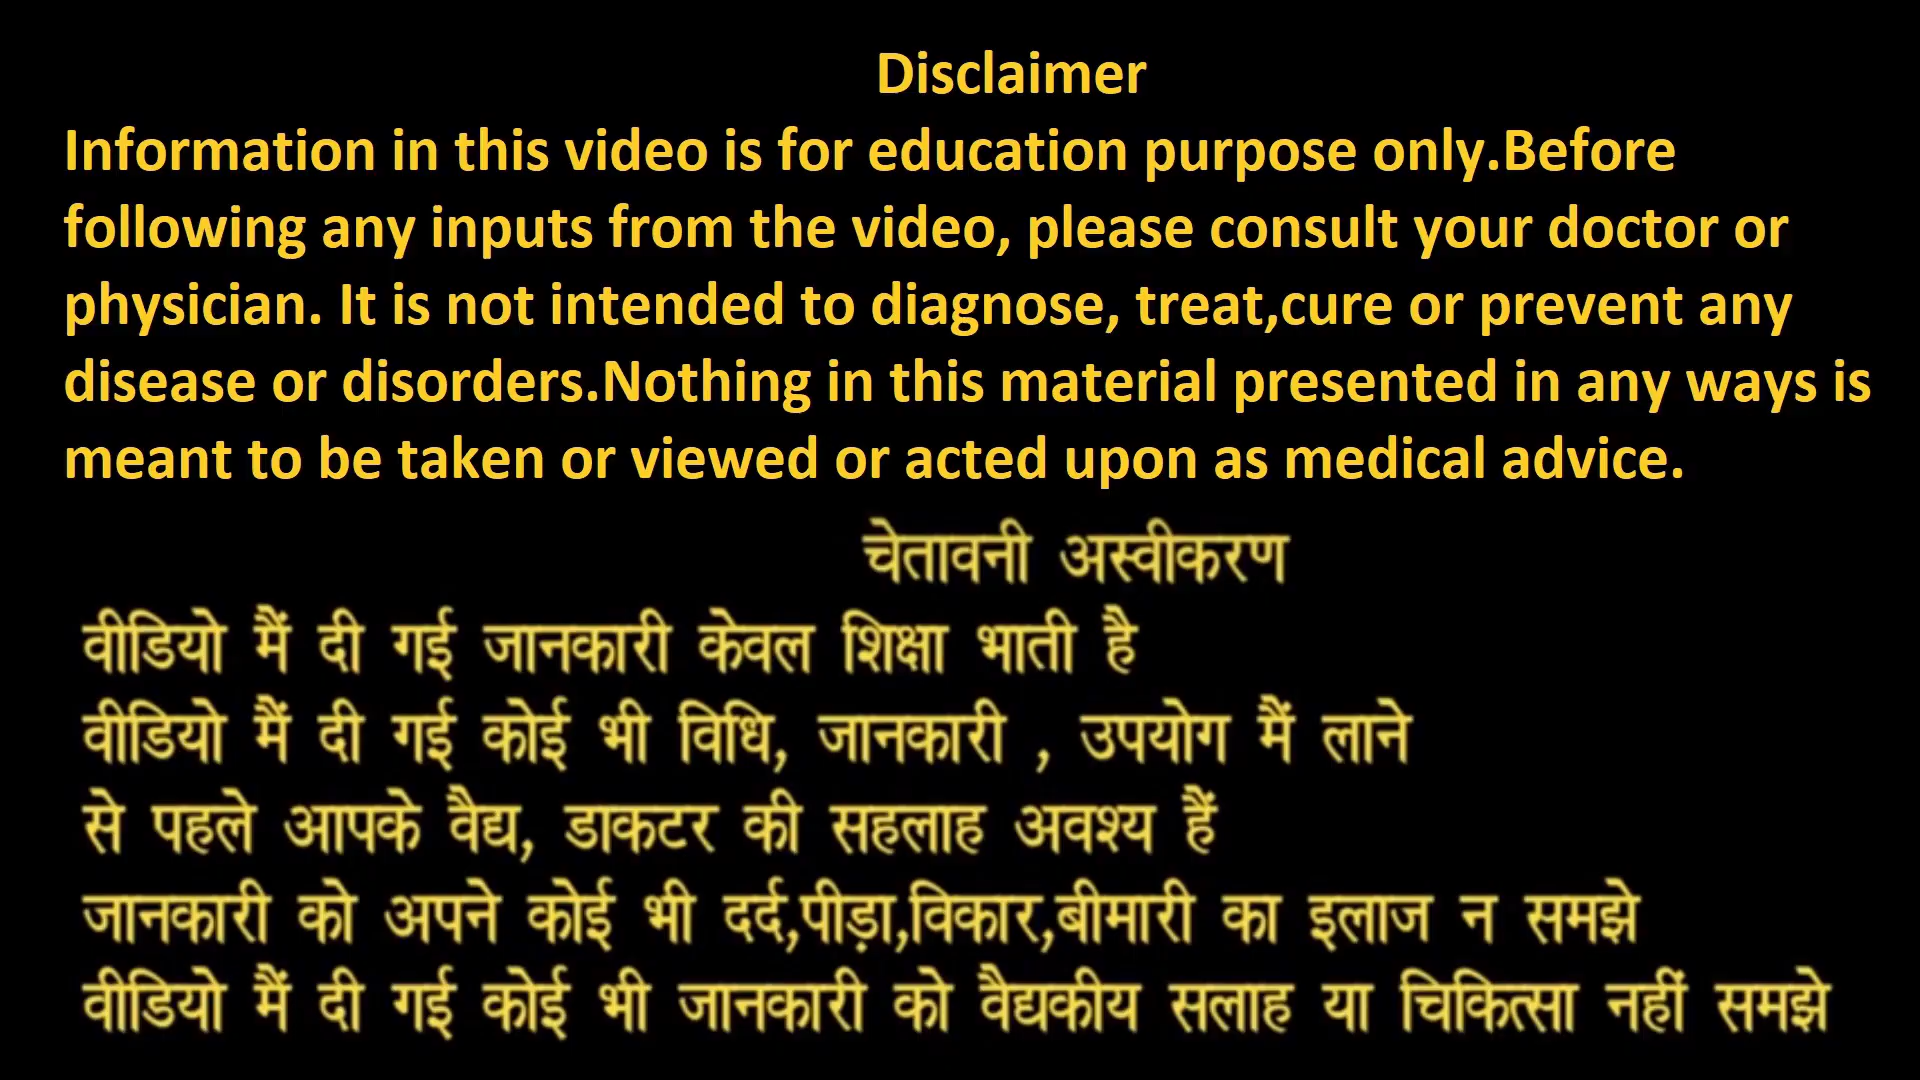 Disclaimer
Information in this video is for education purpose only.Before
following any inputs from the video, please consult your doctor or
physician. It is not intended to diagnose, treat,cure or prevent any
disease or disorders.Nothing in this material presented in any ways is
meant to be taken or viewed or acted upon as medical advice.
चेतावनी अस्वीकरण
वीडियो मैं दी गई जानकारी केवल शिक्षा भाती है
वीडियो मैं दी गई कोई भी विधि, जानकारी , उपयोग मैं लाने
से पहले आपके वैद्य, डाकटर की सहलाह अवश्य हैं
जानकारी को अपने कोई भी दर्द,पीड़ा,विकार,बीमारी का इलाज न समझे
वीडियो मैं दी गई कोई भी जानकारी को वैद्यकीय सलाह या चिकित्सा नहीं समझे